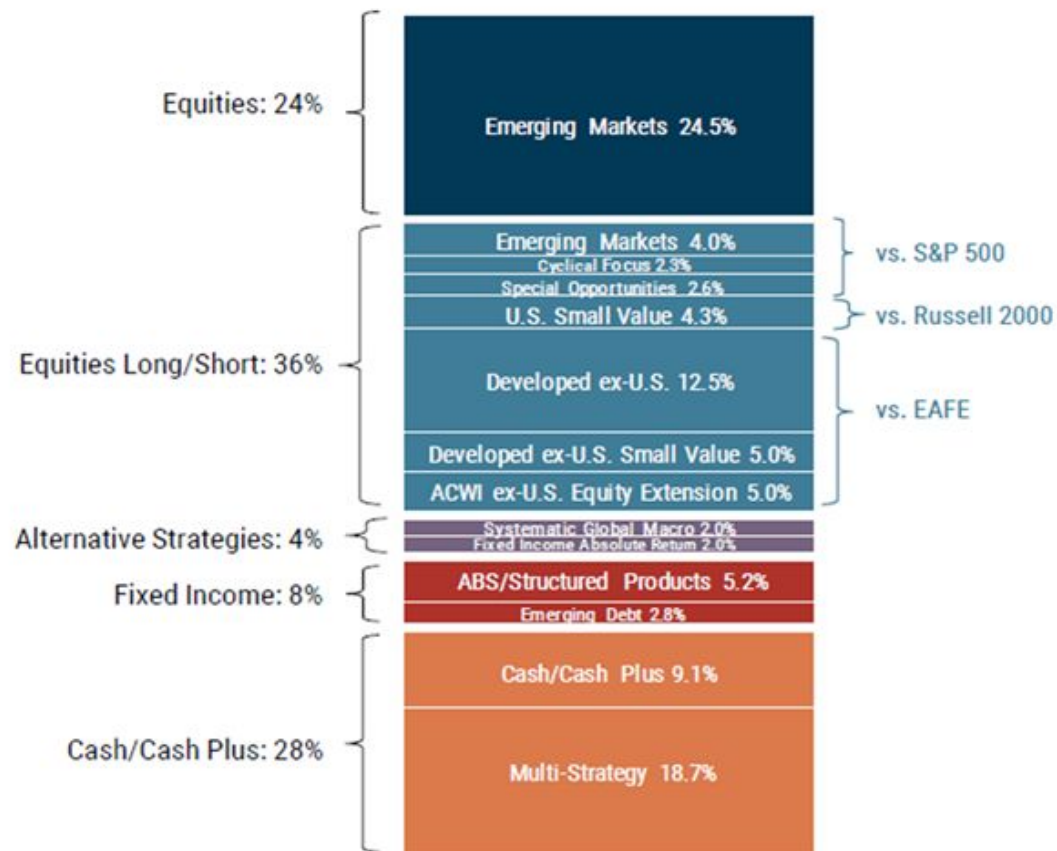 Equities: 24%
Emerging Markets 24.5%
Equities Long/Short: 36%
Emerging Markets 4.0%
Cyclical Focus 2.3%
Special Opportunities 2.6%
vs. S&P 500
U.S. Small Value 4.3%
vs. Russell 2000
Developed ex-U.S. 12.5%
Developed ex-U.S. Small Value 5.0%
ACWI ex-U.S. Equity Extension 5.0%
vs. EAFE
Alternative Strategies: 4%
Systematic Global Macro 2.0%
Fixed Income Absolute Return 2.0%
Fixed Income: 8%
ABS/Structured Products 5.2%
Emerging Debt 2.8%
Cash/Cash Plus: 28%
Cash/Cash Plus 9.1%
Multi-Strategy 18.7%